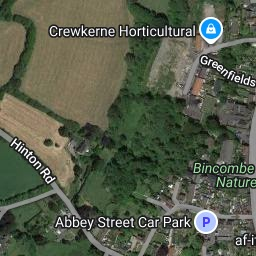 Crewkerne Horticultural
Greenfields
Hinton Rd
Bincombe
Nature
Abbey Street Car Park
P
af-i